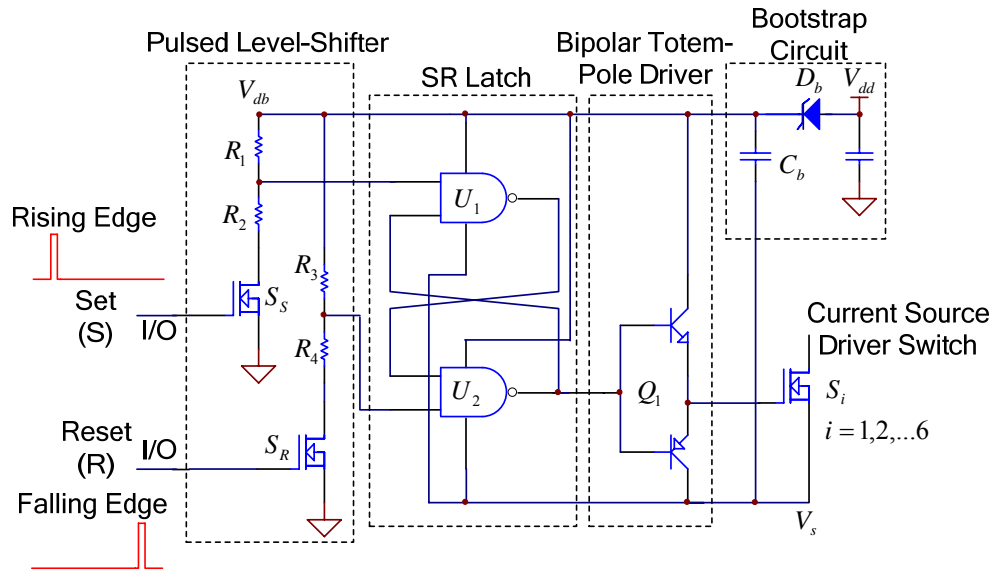 Pulsed Level-Shifter
SR Latch
Bipolar Totem-
Pole Driver
Bootstrap
Circuit
V_db
D_b
V_dd
R_1
C_b
R_2
U_1
Rising Edge
R_3
S_S
Set
(S)
I/O
R_4
Current Source
Driver Switch
U_2
Q_1
S_i
i = 1,2,...6
Reset
(R)
I/O
S_R
Falling Edge
V_s